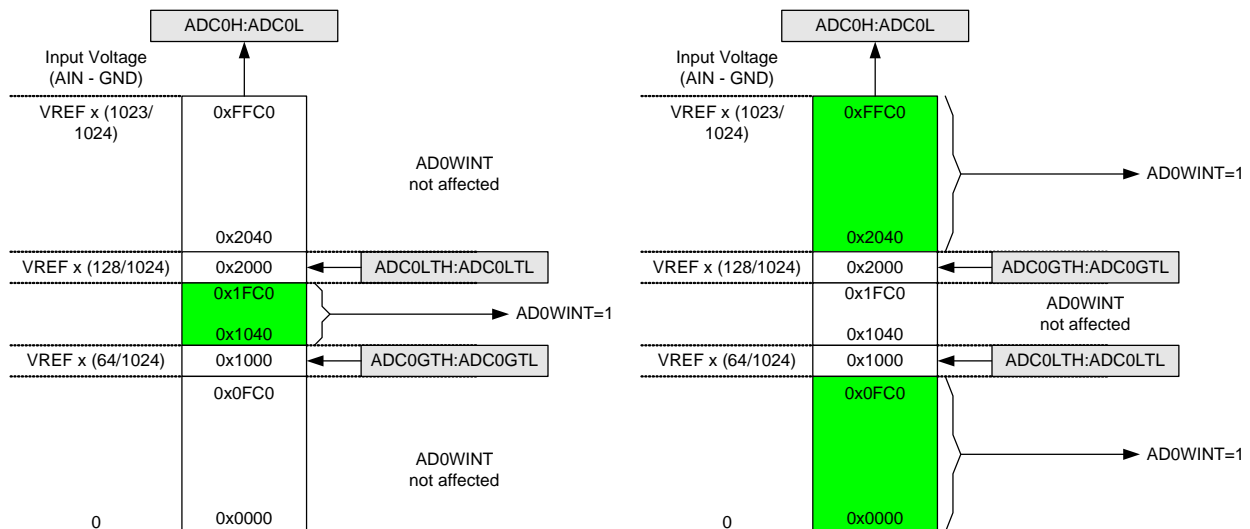 ADC0H:ADC0L
Input Voltage
(AIN - GND)
VREF x (1023/
1024)
0xFFC0
AD0WINT
not affected
0x2040
VREF x (128/1024)
0x2000
ADC0LTH:ADC0LTL
0x1FC0
AD0WINT=1
0x1040
VREF x (64/1024)
0x1000
ADC0GTH:ADC0GTL
0x0FC0
AD0WINT
not affected
0
0x0000
ADC0H:ADC0L
Input Voltage
(AIN - GND)
VREF x (1023/
1024)
0xFFC0
AD0WINT=1
0x2040
VREF x (128/1024)
0x2000
ADC0GTH:ADC0GTL
0x1FC0
AD0WINT
not affected
0x1040
VREF x (64/1024)
0x1000
ADC0LTH:ADC0LTL
0x0FC0
AD0WINT=1
0
0x0000